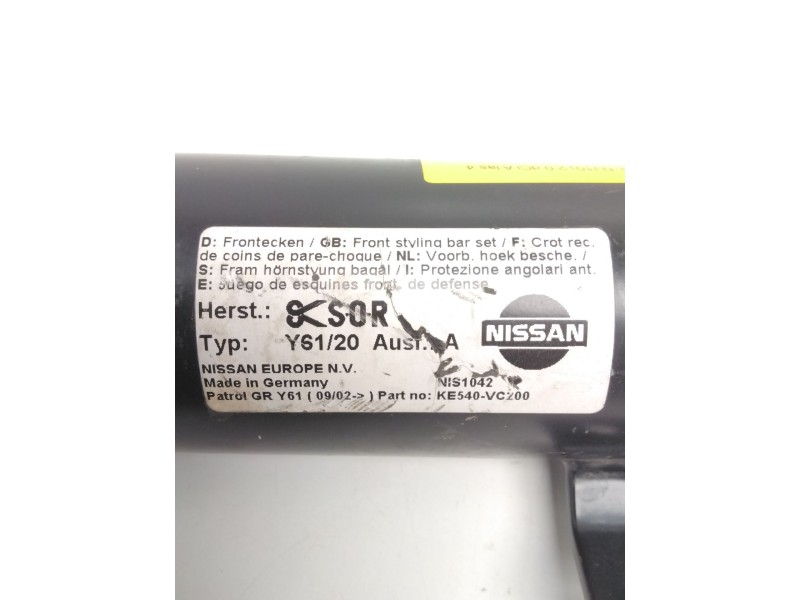 D: Frontecken / GB: Front styling bar set / F: Crot rec.
de coins de pare-choque / NL: Voorb. hoek besche. /
S: Fram hörnstyung bagal / I: Protezione angolari ant.
E: Juego de esquines front. de defense
Herst.: SOR
Typ: Y61/20 Ausf.: A
NISSAN
NISSAN EUROPE N.V.
Made in Germany NIS1042
Patrol GR Y61 ( 09/02-> ) Part no: KE540-VC200